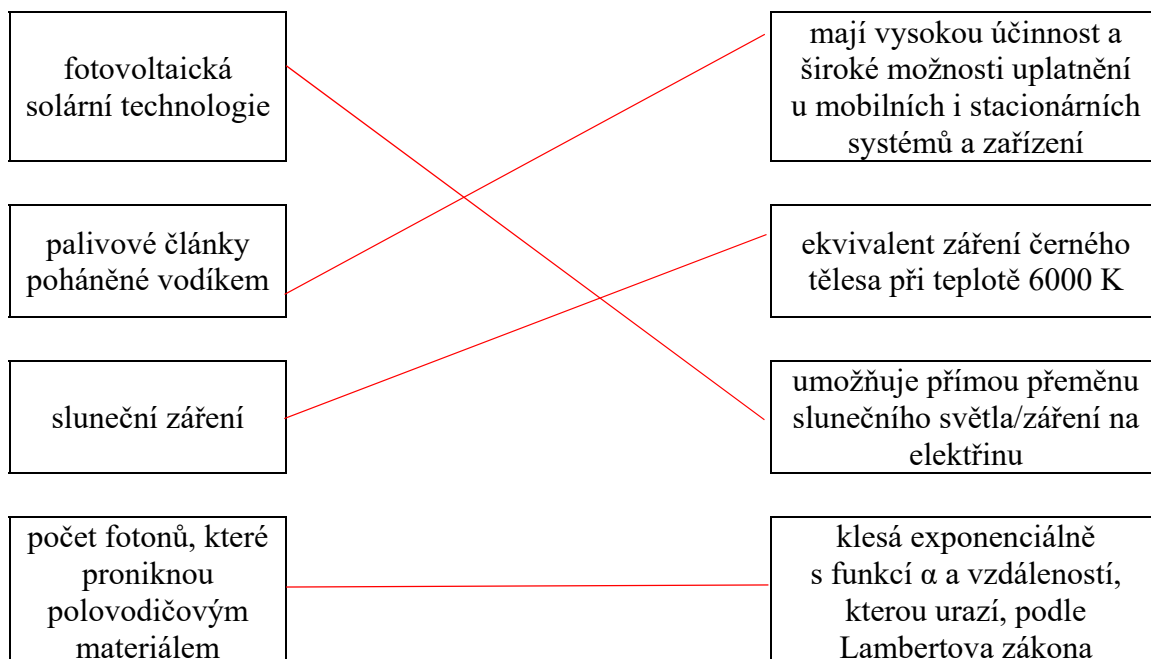 fotovoltaická
solární technologie
mají vysokou účinnost a
široké možnosti uplatnění
u mobilních i stacionárních
systémů a zařízení
palivové články
poháněné vodíkem
ekvivalent záření černého
tělesa při teplotě 6000 K
sluneční záření
umožňuje přímou přeměnu
slunečního světla/záření na
elektřinu
počet fotonů, které
proniknou
polovodičovým
materiálem
klesá exponenciálně
s funkcí α a vzdáleností,
kterou urazí, podle
Lambertova zákona